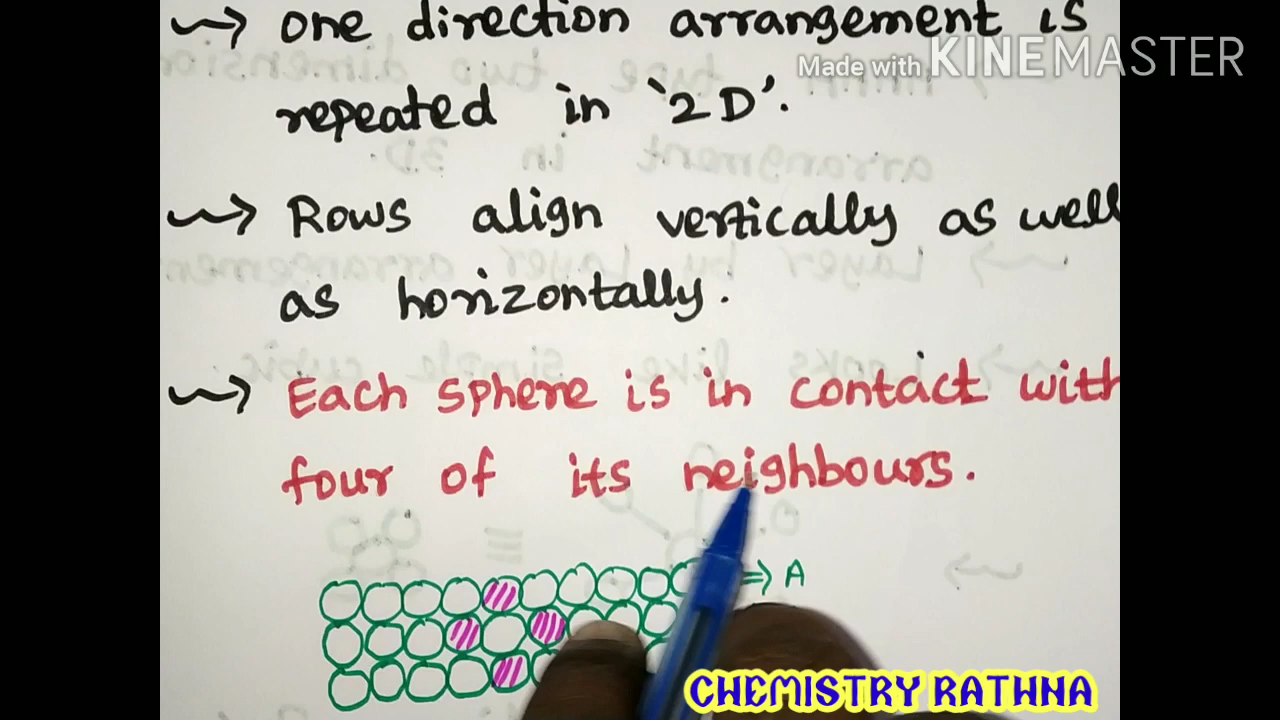 ⇝ one direction arrangement is
Made with KINEMASTER
repeated in '2D'.
⇝ Rows align vertically as well
as horizontally.
⇝ Each sphere is in contact with
four of its neighbours.
⇒ A
CHEMISTRY RATHNA